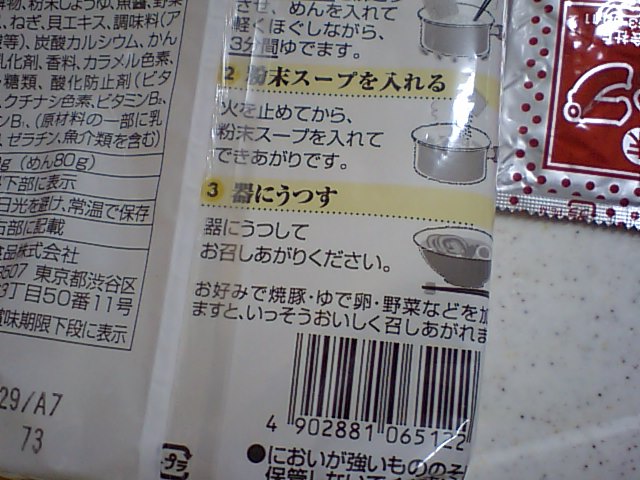 、ねぎ、貝エキス、調味料(ア
等)、炭酸カルシウム、かん
乳化剤、香料、カラメル色素、
糖類、酸化防止剤(ビタ
クチナシ色素、ビタミンB₂、
(原材料の一部に乳
、ゼラチン、魚介類を含む)
g(めん80g)
下部に表示
日光を避け、常温で保存
右部に記載
食品株式会社
東京都渋谷区
3丁目50番11号
賞味期限下段に表示
29/A7
73
させ、めんを入れて
軽くほぐしながら、
3分間ゆでます。
2 粉末スープを入れる
火を止めてから、
粉末スープを入れて
できあがりです。
3 器にうつす
器にうつして
お召しあがりください。
お好みで焼豚・ゆで卵・野菜などを加
ますと、いっそうおいしく召しあがれま
4 902881 065122
プラ
●においが強いもののそ